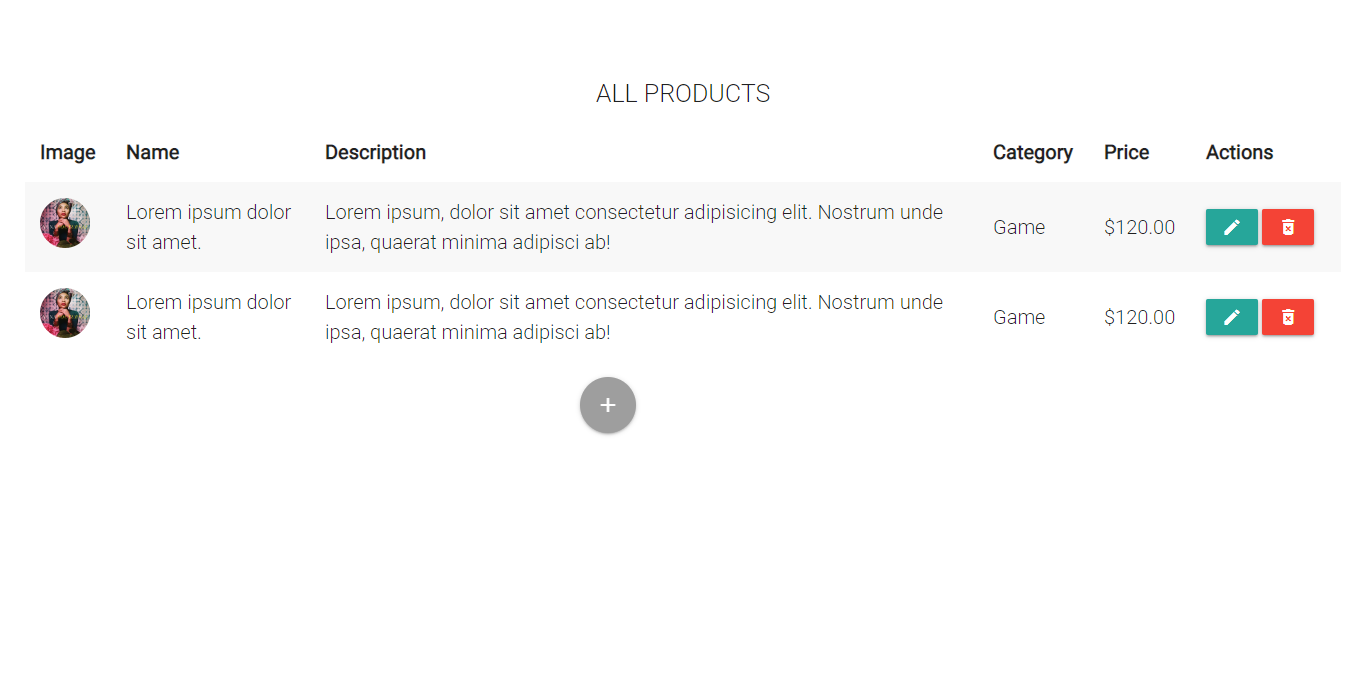 ALL PRODUCTS
Image Name Description Category Price Actions
Lorem ipsum dolor
sit amet.
Lorem ipsum, dolor sit amet consectetur adipisicing elit. Nostrum unde
ipsa, quaerat minima adipisci ab!
Game $120.00
Lorem ipsum dolor
sit amet.
Lorem ipsum, dolor sit amet consectetur adipisicing elit. Nostrum unde
ipsa, quaerat minima adipisci ab!
Game $120.00
+